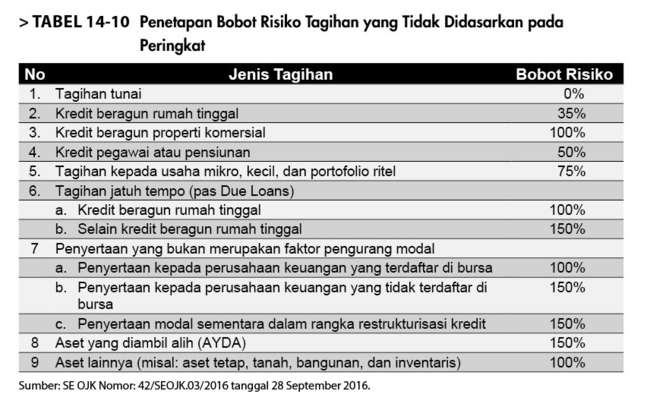 > TABEL 14-10 Penetapan Bobot Risiko Tagihan yang Tidak Didasarkan pada
Peringkat
No Jenis Tagihan Bobot Risiko
1. Tagihan tunai 0%
2. Kredit beragun rumah tinggal 35%
3. Kredit beragun properti komersial 100%
4. Kredit pegawai atau pensiunan 50%
5. Tagihan kepada usaha mikro, kecil, dan portofolio ritel 75%
6. Tagihan jatuh tempo (pas Due Loans)
a. Kredit beragun rumah tinggal 100%
b. Selain kredit beragun rumah tinggal 150%
7 Penyertaan yang bukan merupakan faktor pengurang modal
a. Penyertaan kepada perusahaan keuangan yang terdaftar di bursa 100%
b. Penyertaan kepada perusahaan keuangan yang tidak terdaftar di 150%
bursa
c. Penyertaan modal sementara dalam rangka restrukturisasi kredit 150%
8 Aset yang diambil alih (AYDA) 150%
9 Aset lainnya (misal: aset tetap, tanah, bangunan, dan inventaris) 100%
Sumber: SE OJK Nomor: 42/SEOJK.03/2016 tanggal 28 September 2016.